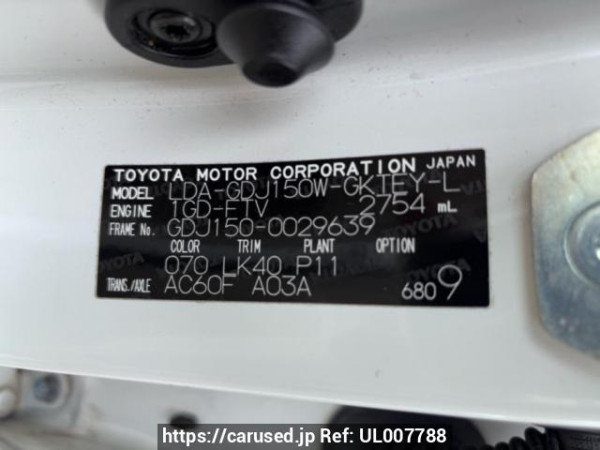 TOYOTA MOTOR CORPORATION JAPAN
MODEL LDA-GDJ150W-GKTEY-L
ENGINE 1GD-FTV 2754 mL
FRAME No. GDJ150-0029639
COLOR TRIM PLANT OPTION
070 LK40 P11
TRANS./AXLE AC60F A03A
6809
https://carused.jp Ref: UL007788